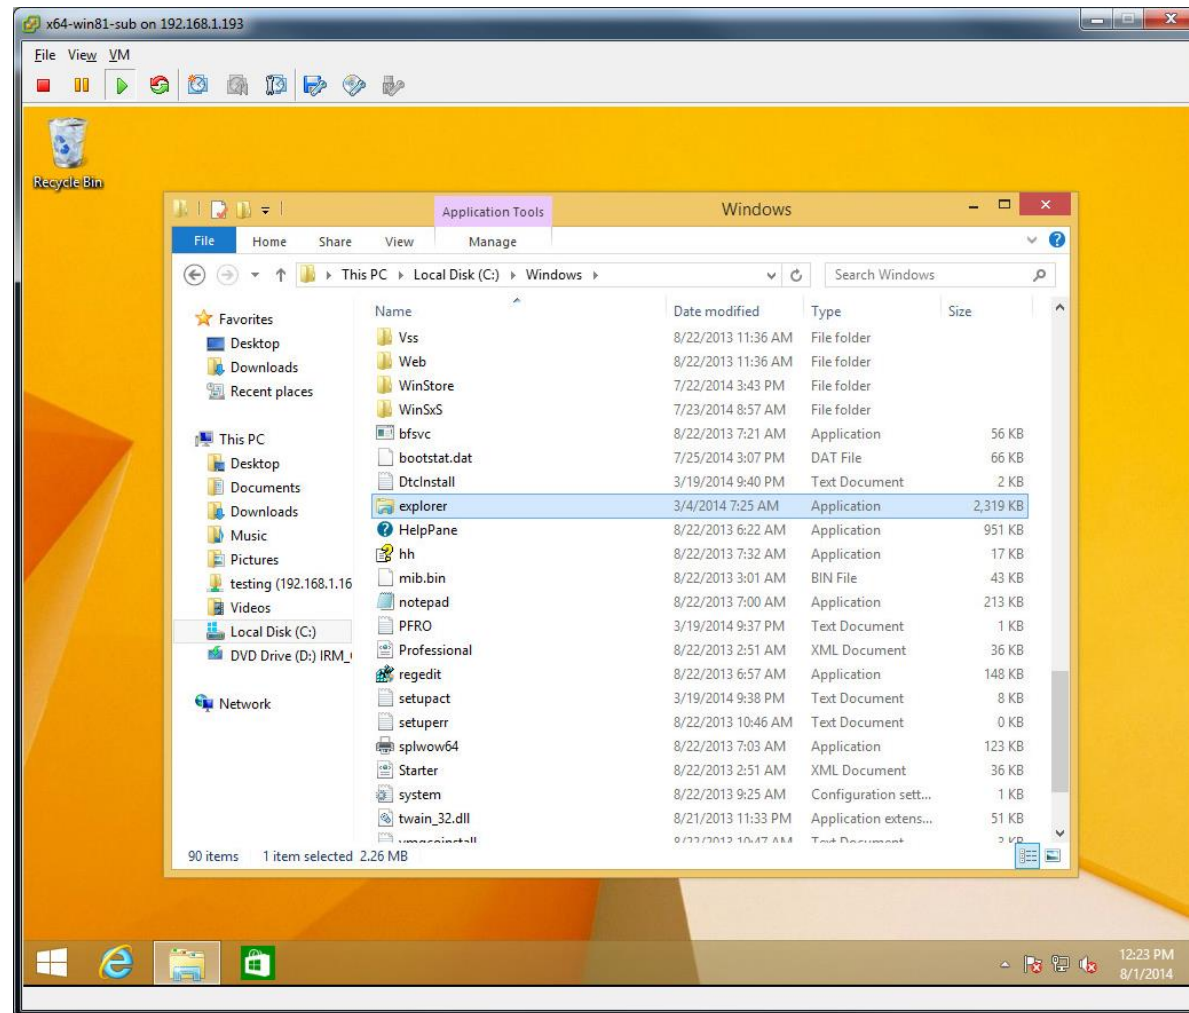 x64-win81-sub on 192.168.1.193
File View VM
Recycle Bin
Application Tools
Windows
File Home Share View Manage
This PC Local Disk (C:) Windows
Search Windows
Name Date modified Type Size
Favorites
Desktop
Downloads
Recent places
This PC
Desktop
Documents
Downloads
Music
Pictures
testing (192.168.1.16
Videos
Local Disk (C:)
DVD Drive (D:) IRM_
Network
Vss 8/22/2013 11:36 AM File folder
Web 8/22/2013 11:36 AM File folder
WinStore 7/22/2014 3:43 PM File folder
WinSxS 7/23/2014 8:57 AM File folder
bfsvc 8/22/2013 7:21 AM Application 56 KB
bootstat.dat 7/25/2014 3:07 PM DAT File 66 KB
DtcInstall 3/19/2014 9:40 PM Text Document 2 KB
explorer 3/4/2014 7:25 AM Application 2,319 KB
HelpPane 8/22/2013 6:22 AM Application 951 KB
hh 8/22/2013 7:32 AM Application 17 KB
mib.bin 8/22/2013 3:01 AM BIN File 43 KB
notepad 8/22/2013 7:00 AM Application 213 KB
PFRO 3/19/2014 9:37 PM Text Document 1 KB
Professional 8/22/2013 2:51 AM XML Document 36 KB
regedit 8/22/2013 6:57 AM Application 148 KB
setupact 3/19/2014 9:38 PM Text Document 8 KB
setuperr 8/22/2013 10:46 AM Text Document 0 KB
splwow64 8/22/2013 7:03 AM Application 123 KB
Starter 8/22/2013 2:51 AM XML Document 36 KB
system 8/22/2013 9:25 AM Configuration sett... 1 KB
twain_32.dll 8/21/2013 11:33 PM Application extens... 51 KB
90 items 1 item selected 2.26 MB
12:23 PM
8/1/2014